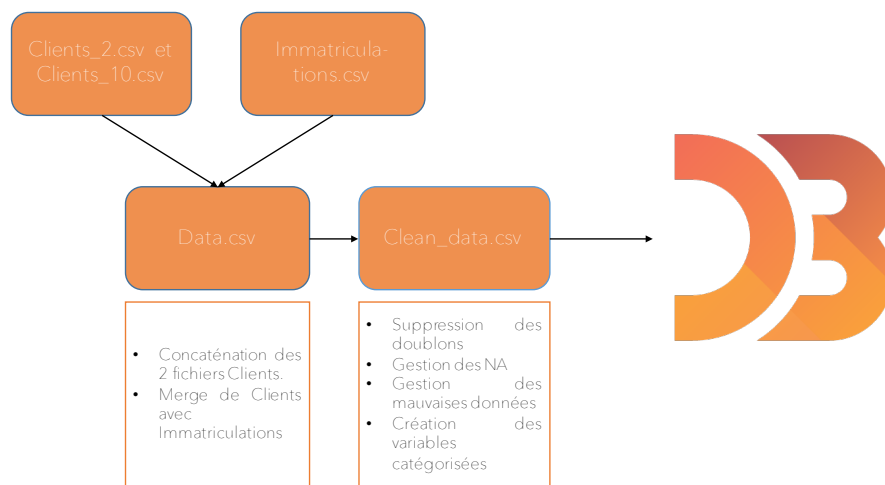 Clients_2.csv et
Clients_10.csv
Immatricula-
tions.csv
Data.csv
Clean_data.csv
• Concaténation des
2 fichiers Clients.
• Merge de Clients
avec
Immatriculations
• Suppression des
doublons
• Gestion des NA
• Gestion des
mauvaises données
• Création des
variables
catégorisées